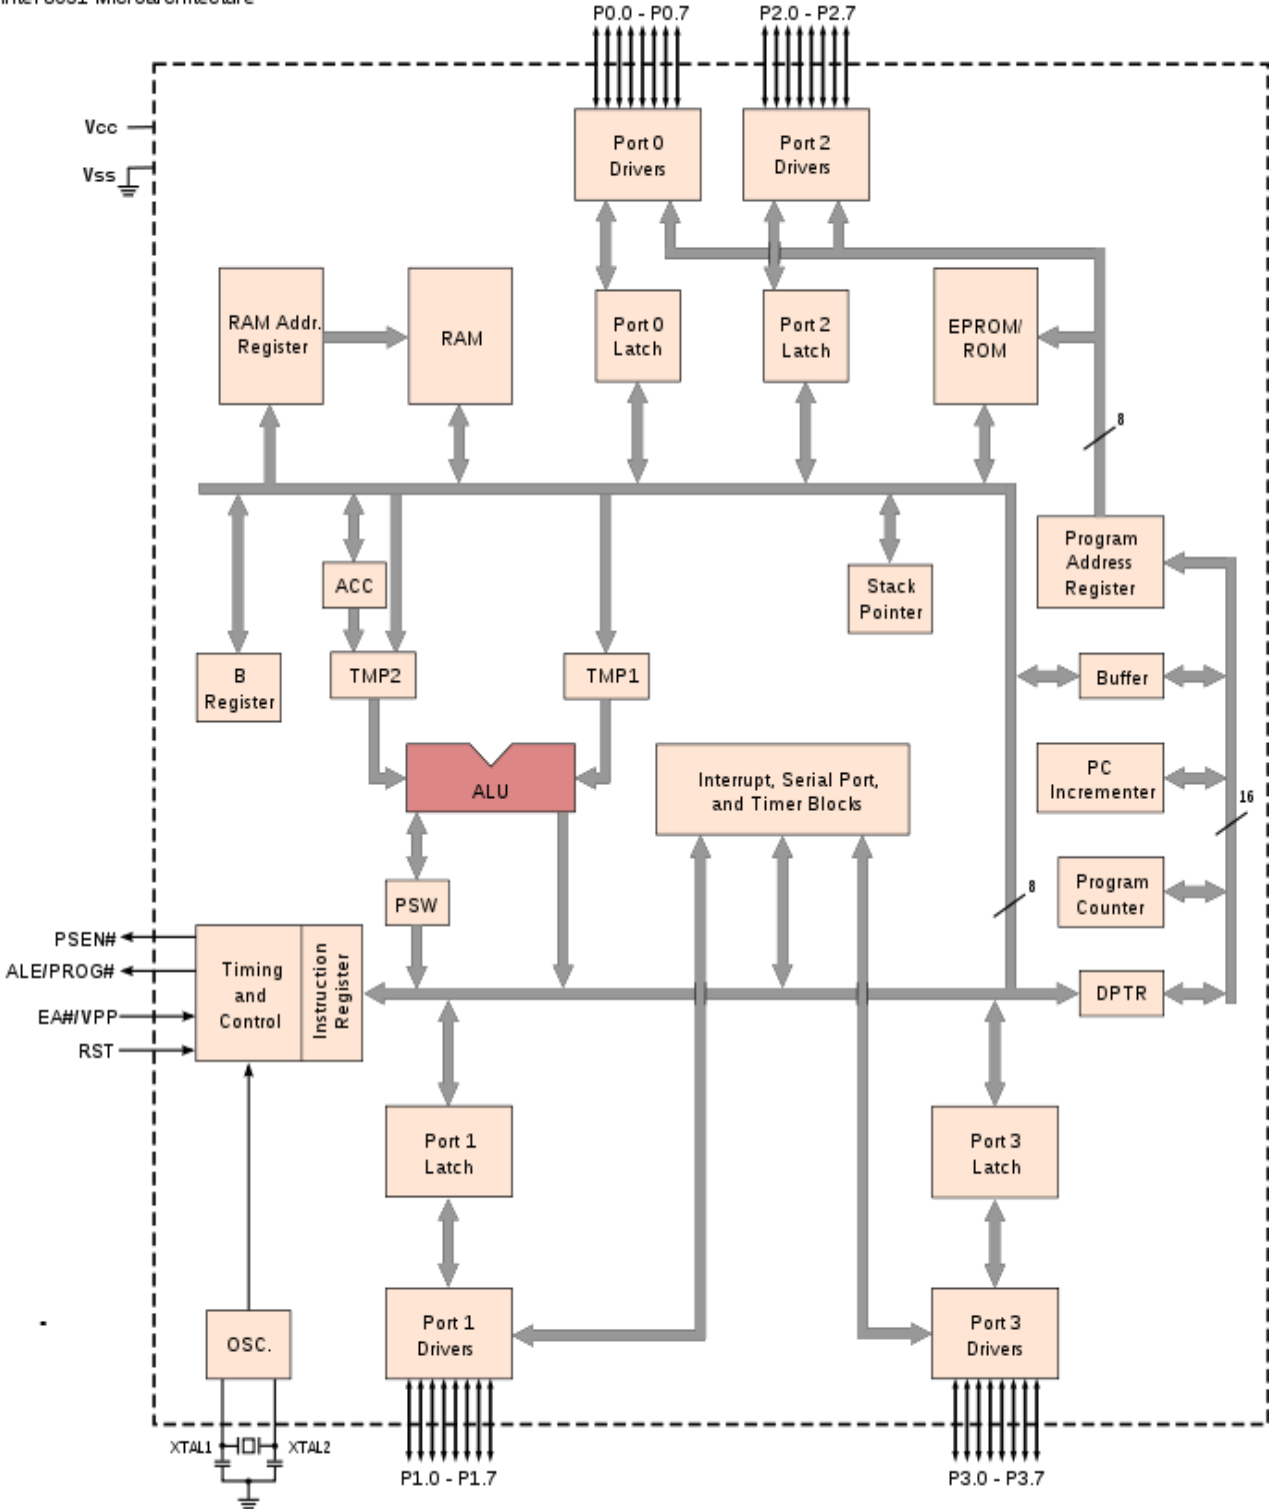 Intel 8051 Microarchitecture
P0.0 - P0.7
P2.0 - P2.7
Vcc
Vss
Port 0
Drivers
Port 2
Drivers
RAM Addr.
Register
RAM
Port 0
Latch
Port 2
Latch
EPROM/
ROM
8
Program
Address
Register
ACC
Stack
Pointer
B
Register
TMP2
TMP1
Buffer
ALU
Interrupt, Serial Port,
and Timer Blocks
PC
Incrementer
16
8
Program
Counter
PSW
PSEN#
ALE/PROG#
EA#/VPP
RST
Timing
and
Control
Instruction
Register
DPTR
Port 1
Latch
Port 3
Latch
OSC.
Port 1
Drivers
Port 3
Drivers
XTAL1
XTAL2
P1.0 - P1.7
P3.0 - P3.7